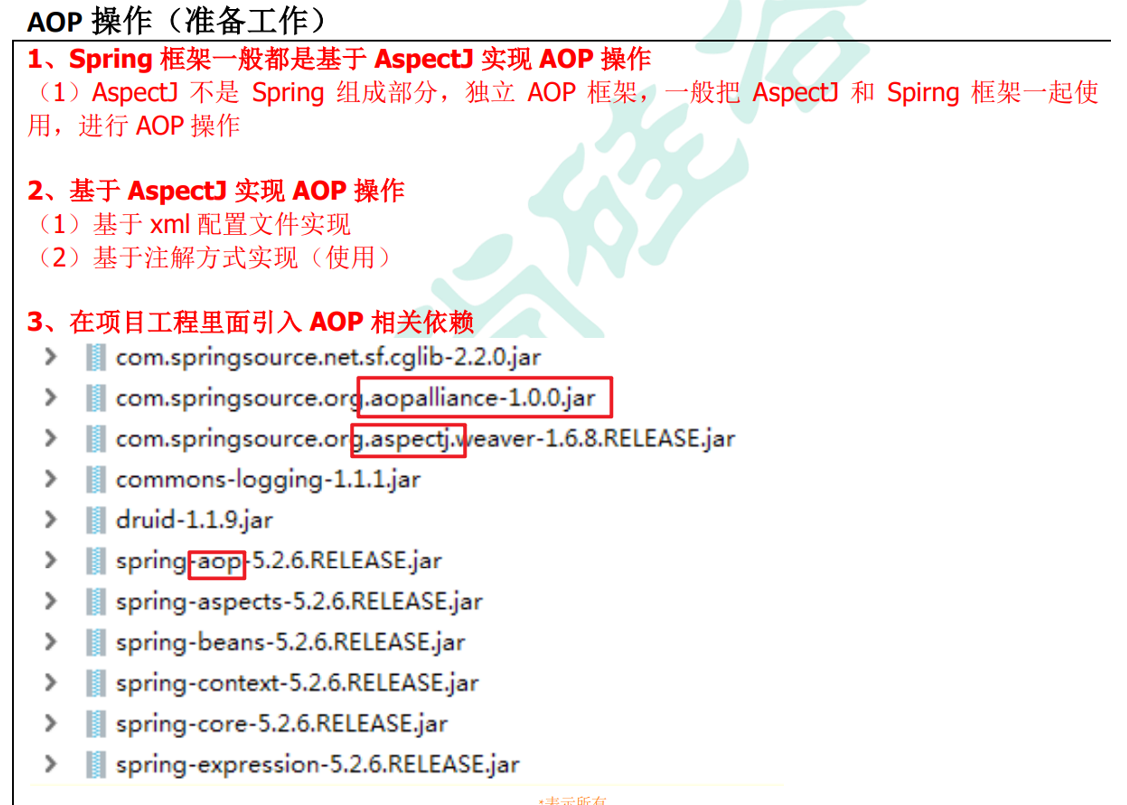 AOP 操作（准备工作）
1、Spring 框架一般都是基于 AspectJ 实现 AOP 操作
（1）AspectJ 不是 Spring 组成部分，独立 AOP 框架，一般把 AspectJ 和 Spirng 框架一起使
用，进行 AOP 操作
2、基于 AspectJ 实现 AOP 操作
（1）基于 xml 配置文件实现
（2）基于注解方式实现（使用）
3、在项目工程里面引入 AOP 相关依赖
com.springsource.net.sf.cglib-2.2.0.jar
com.springsource.org.aopalliance-1.0.0.jar
com.springsource.org.aspectj.weaver-1.6.8.RELEASE.jar
commons-logging-1.1.1.jar
druid-1.1.9.jar
spring-aop-5.2.6.RELEASE.jar
spring-aspects-5.2.6.RELEASE.jar
spring-beans-5.2.6.RELEASE.jar
spring-context-5.2.6.RELEASE.jar
spring-core-5.2.6.RELEASE.jar
spring-expression-5.2.6.RELEASE.jar
*表示所有
尚硅谷